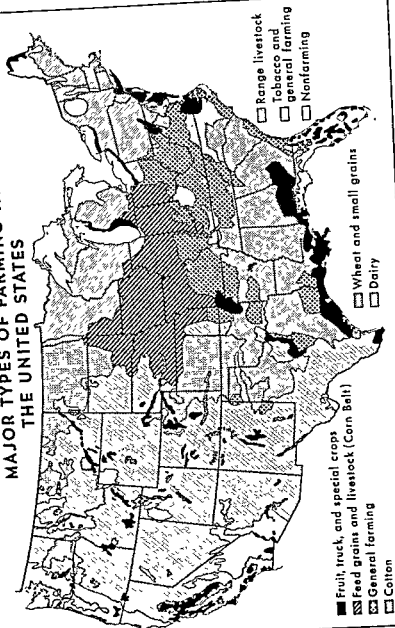 MAJOR TYPES OF FARMING
THE UNITED STATES
Fruit, truck, and special crops
Feed grains and livestock (Corn Belt)
General farming
Cotton
Wheat and small grains
Dairy
Range livestock
Tobacco and
general farming
Nonfarming